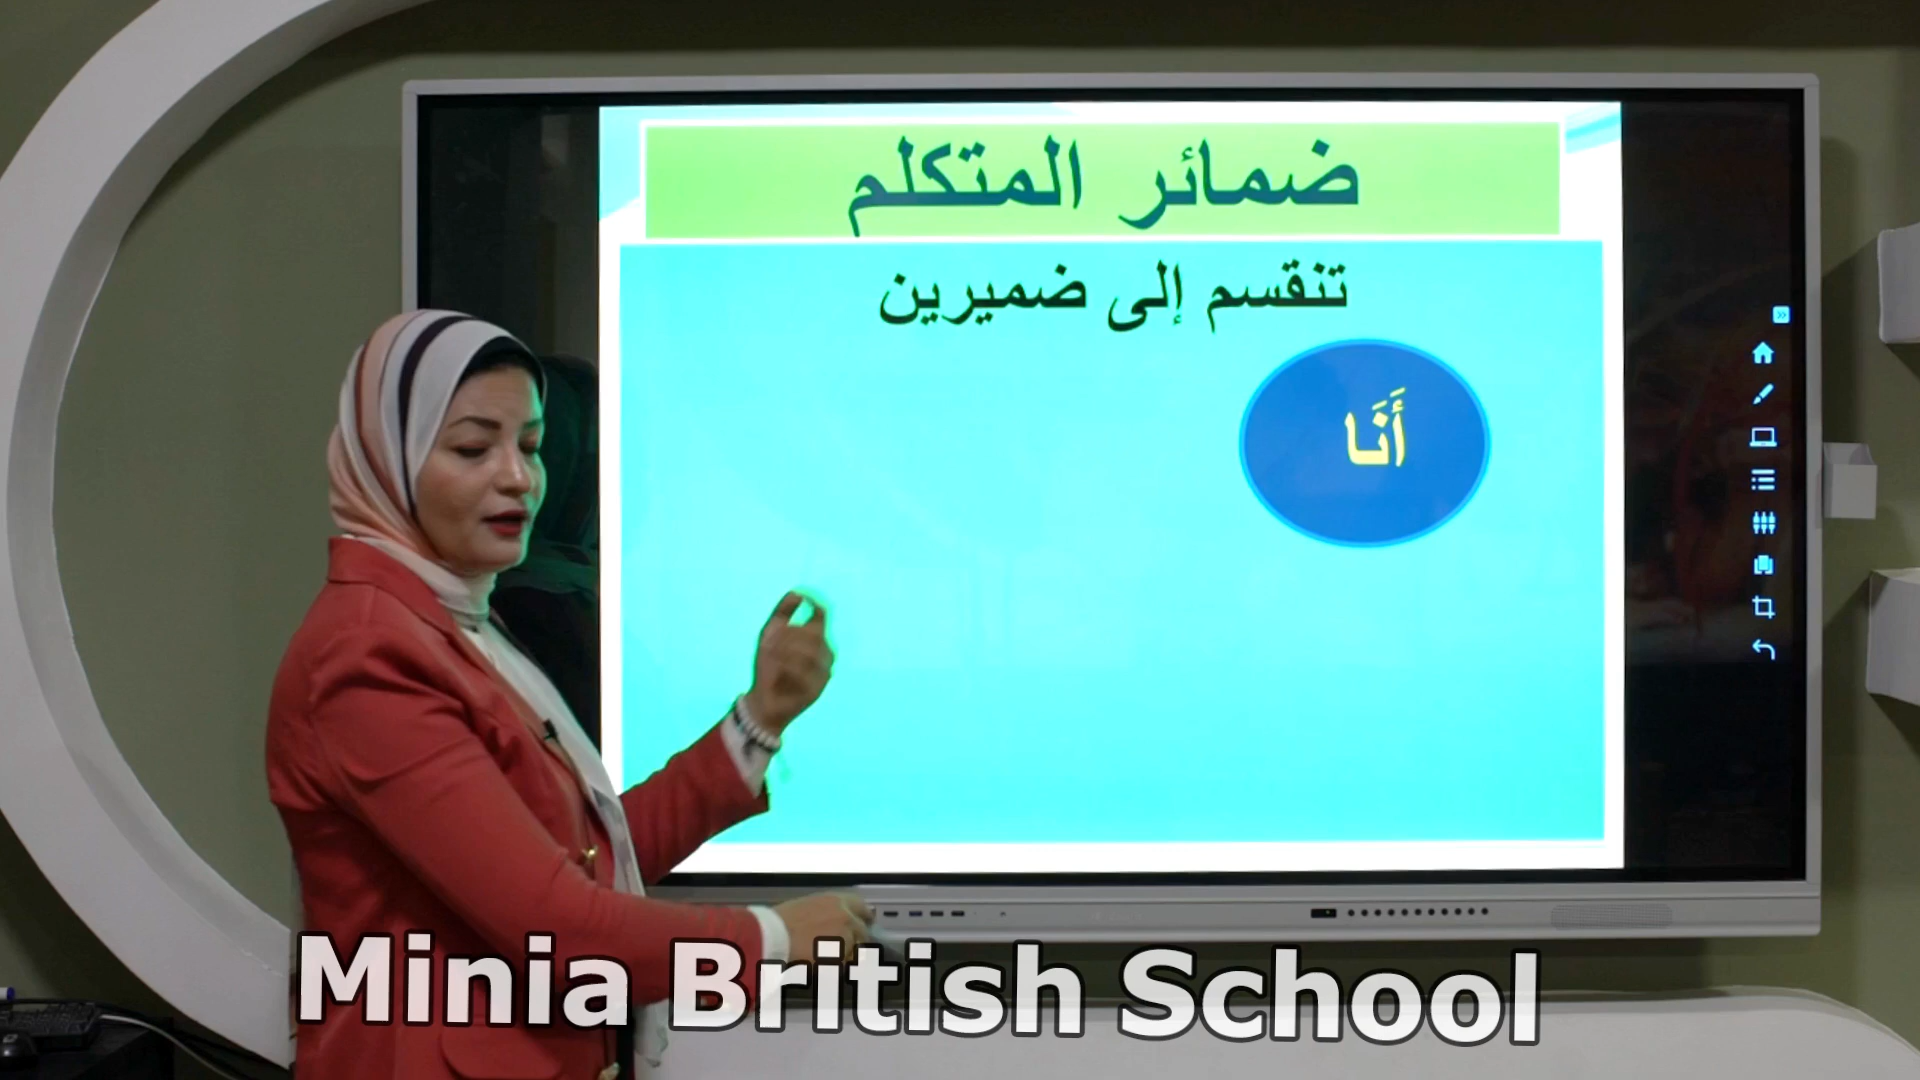 ضمائر المتكلم
تنقسم إلى ضميرين
أَنَا
Minia British School